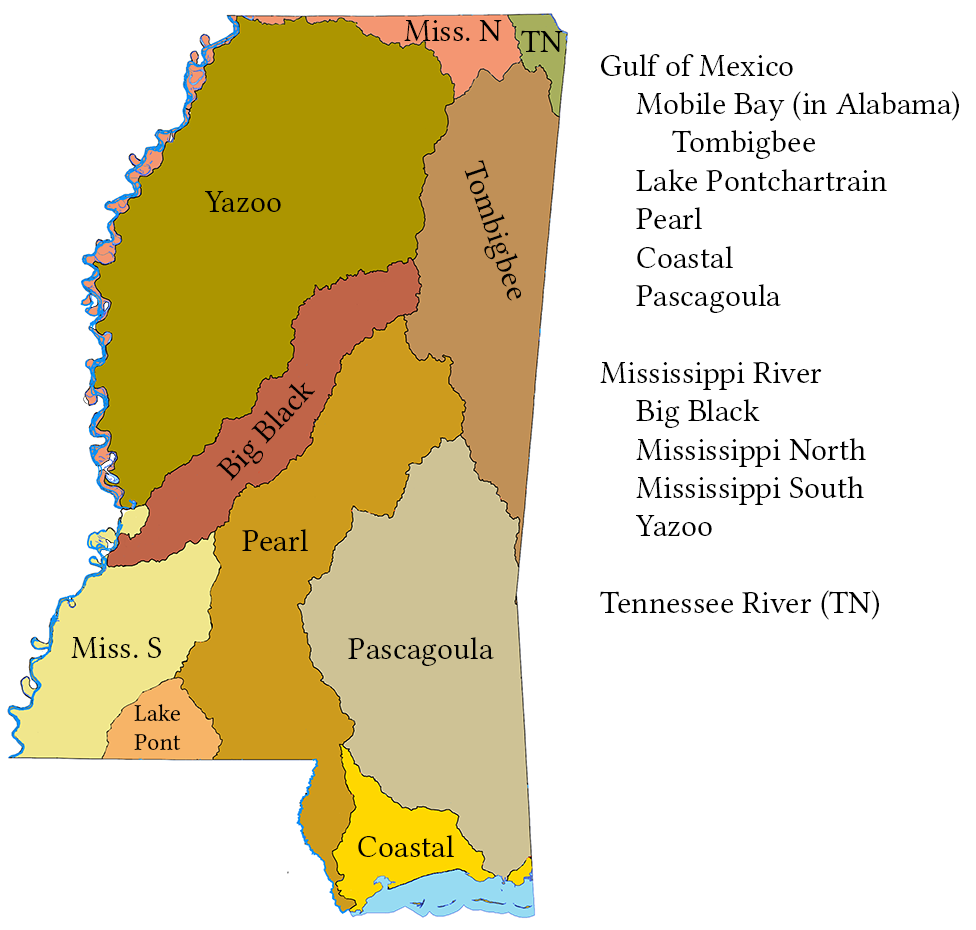 Miss. N
TN
Yazoo
Tombigbee
Big Black
Pearl
Miss. S
Pascagoula
Lake
Pont
Coastal
Gulf of Mexico
Mobile Bay (in Alabama)
Tombigbee
Lake Pontchartrain
Pearl
Coastal
Pascagoula
Mississippi River
Big Black
Mississippi North
Mississippi South
Yazoo
Tennessee River (TN)